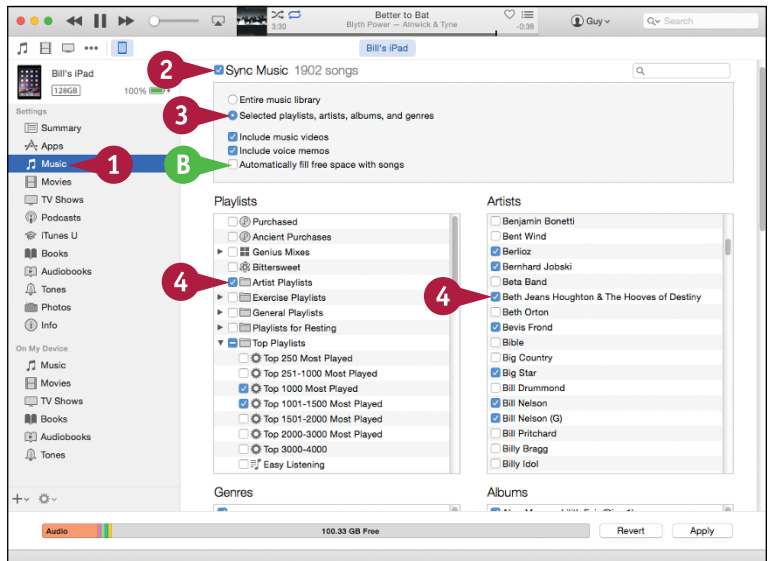 Better to Bat
Blyth Power — Alnwick & Tyne
3:30
-0:38
Guy
Search
Bill's iPad
Bill's iPad
128GB
100%
Settings
Summary
Apps
Music
Movies
TV Shows
Podcasts
iTunes U
Books
Audiobooks
Tones
Photos
Info
On My Device
Music
Movies
TV Shows
Books
Audiobooks
Tones
1
2
Sync Music 1902 songs
Entire music library
3
Selected playlists, artists, albums, and genres
Include music videos
Include voice memos
B
Automatically fill free space with songs
Playlists
Purchased
Ancient Purchases
Genius Mixes
Bittersweet
4
Artist Playlists
Exercise Playlists
General Playlists
Playlists for Resting
Top Playlists
Top 250 Most Played
Top 251-1000 Most Played
Top 1000 Most Played
Top 1001-1500 Most Played
Top 1501-2000 Most Played
Top 2000-3000 Most Played
Top 3000-4000
Easy Listening
Artists
Benjamin Bonetti
Bent Wind
Berlioz
Bernhard Jobski
Beta Band
4
Beth Jeans Houghton & The Hooves of Destiny
Beth Orton
Bevis Frond
Bible
Big Country
Big Star
Bill Drummond
Bill Nelson
Bill Nelson (G)
Bill Pritchard
Billy Bragg
Billy Idol
Genres
Albums
Audio
100.33 GB Free
Revert
Apply